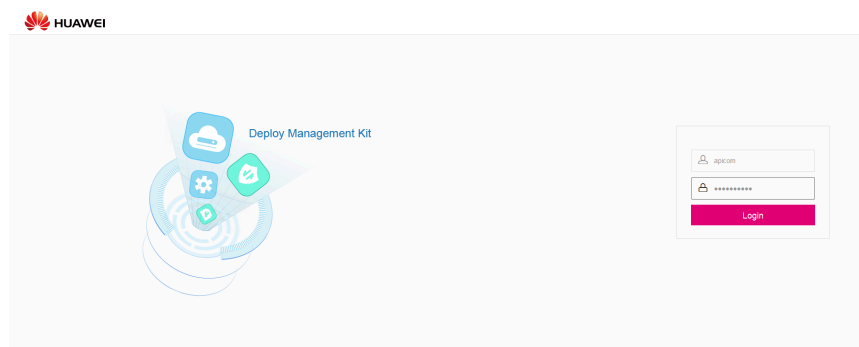 HUAWEI
Deploy Management Kit
apicom
••••••••••
Login